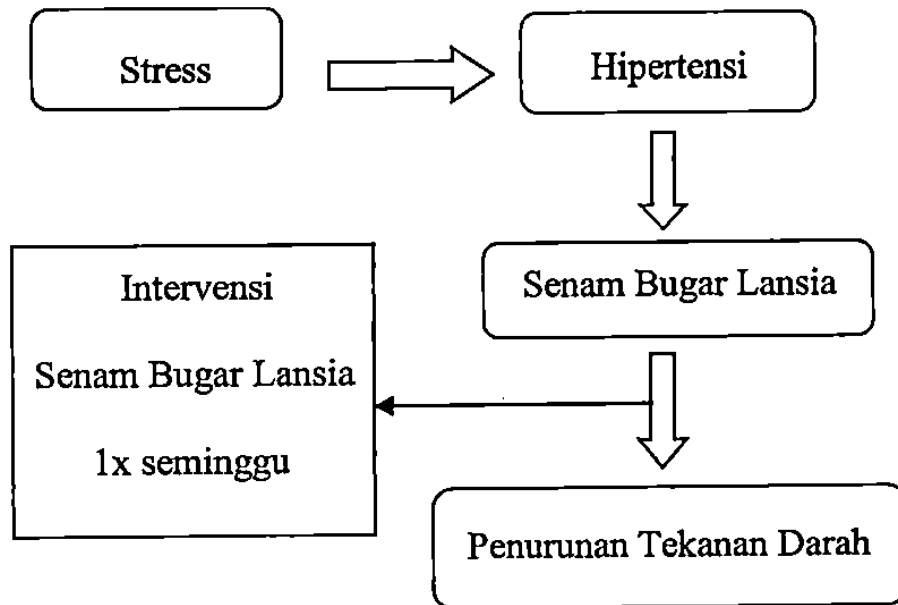 Stress
Hipertensi
Senam Bugar Lansia
Intervensi
Senam Bugar Lansia
1x seminggu
Penurunan Tekanan Darah